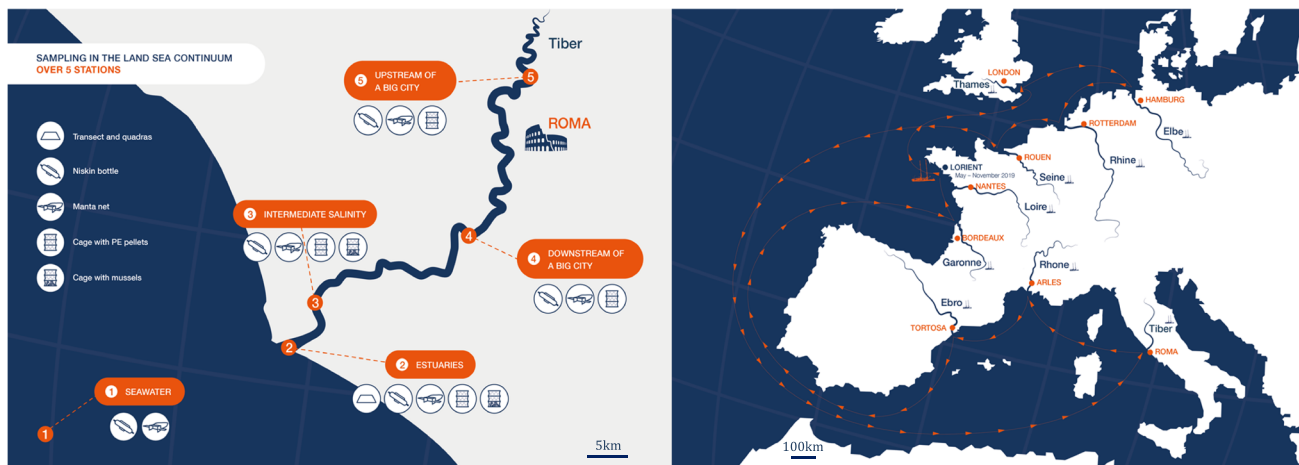 SAMPLING IN THE LAND SEA CONTINUUM
OVER 5 STATIONS
Transect and quadras
Niskin bottle
Manta net
Cage with PE pellets
Cage with mussels
Tiber
5 UPSTREAM OF
A BIG CITY
5
ROMA
3 INTERMEDIATE SALINITY
4
4 DOWNSTREAM OF
A BIG CITY
3
2
2 ESTUARIES
1 SEAWATER
1
5km
LONDON
Thames
HAMBURG
ROTTERDAM
Elbe
ROUEN
Rhine
LORIENT
May – November 2019
Seine
NANTES
Loire
BORDEAUX
Garonne
Rhone
ARLES
Ebro
TORTOSA
Tiber
ROMA
100km